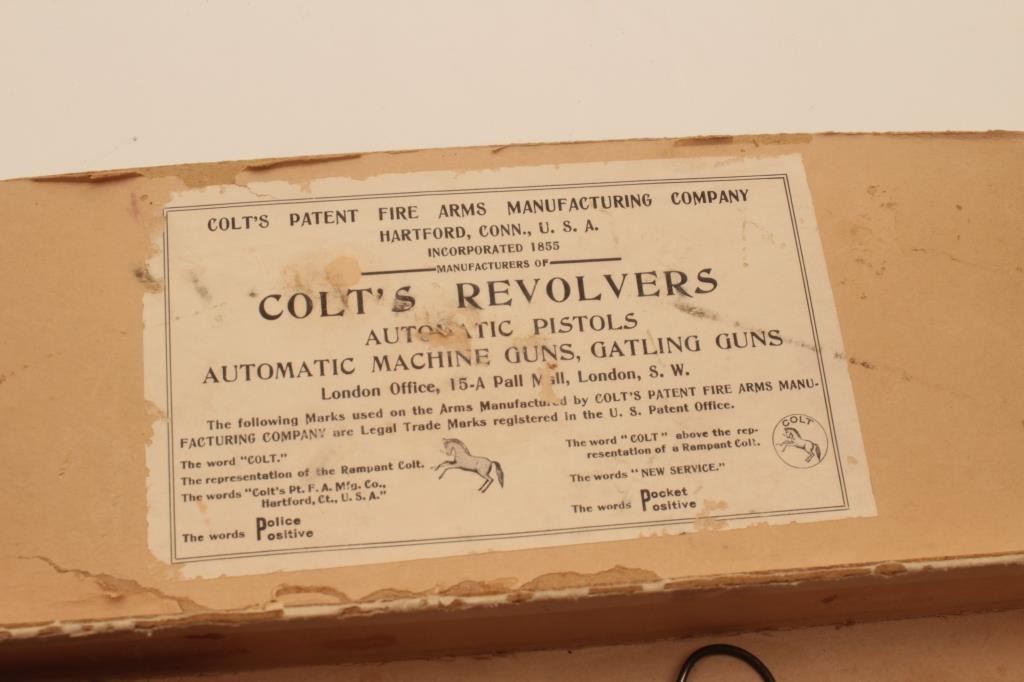 COLT'S PATENT FIRE ARMS MANUFACTURING COMPANY
HARTFORD, CONN., U. S. A.
INCORPORATED 1855
MANUFACTURERS OF
COLT'S REVOLVERS
AUTOMATIC PISTOLS
AUTOMATIC MACHINE GUNS, GATLING GUNS
London Office, 15-A Pall Mall, London, S. W.
The following Marks used on the Arms Manufactured by COLT'S PATENT FIRE ARMS MANU-
FACTURING COMPANY are Legal Trade Marks registered in the U. S. Patent Office.
The word "COLT."
The representation of the Rampant Colt.
The words "Colt's Pt. F. A. Mfg. Co.,
Hartford, Ct., U. S. A."
The words Police
Positive
The word "COLT" above the rep-
resentation of a Rampant Colt.
COLT
The words "NEW SERVICE."
The words Pocket
Positive